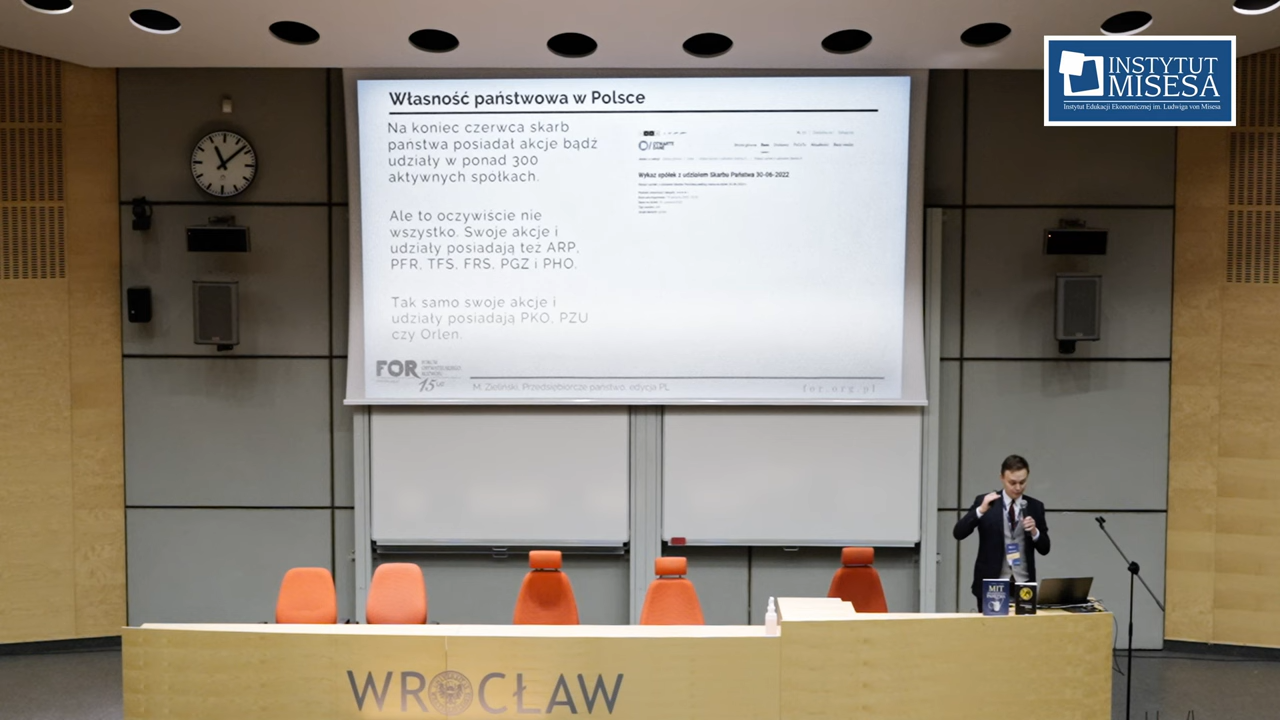 INSTYTUT
MISESA
Instytut Edukacji Ekonomicznej im. Ludwiga von Misesa
Własność państwowa w Polsce
Na koniec czerwca skarb
państwa posiadał akcje bądź
udziały w ponad 300
aktywnych spółkach.
Ale to oczywiście nie
wszystko. Swoje akcje i
udziały posiadają też ARP,
PFR, TFS, FRS, PGZ i PHO.
Tak samo swoje akcje i
udziały posiadają PKO, PZU
czy Orlen.
Wykaz spółek z udziałem Skarbu Państwa 30-06-2022
FOR
15 lat
M. Zieliński, Przedsiębiorcze państwo, edycja PL
for.org.pl
MIT
WROCŁAW